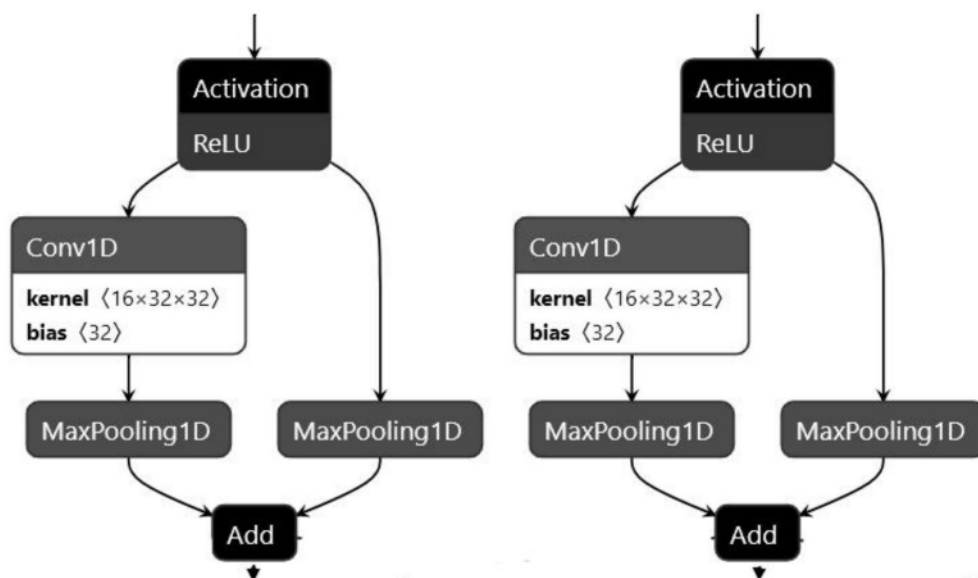 Activation
ReLU
Conv1D
kernel 〈16×32×32〉
bias 〈32〉
MaxPooling1D
MaxPooling1D
Add
Activation
ReLU
Conv1D
kernel 〈16×32×32〉
bias 〈32〉
MaxPooling1D
MaxPooling1D
Add